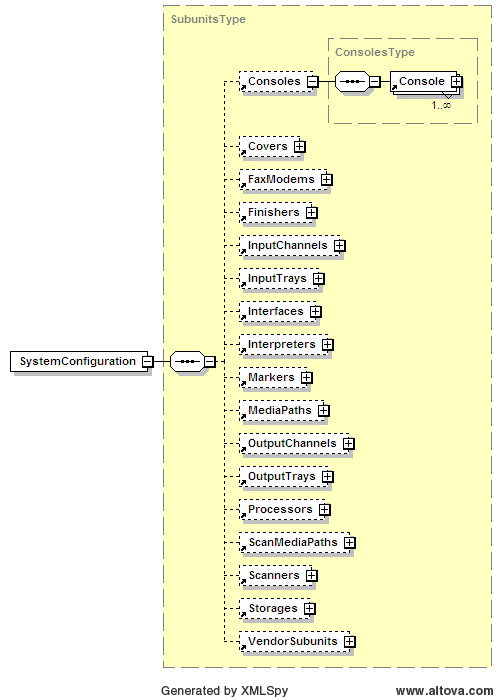 SubunitsType
ConsolesType
Consoles
Console
1..∞
Covers
FaxModems
Finishers
InputChannels
InputTrays
Interfaces
Interpreters
SystemConfiguration
Markers
MediaPaths
OutputChannels
OutputTrays
Processors
ScanMediaPaths
Scanners
Storages
VendorSubunits
Generated by XMLSpy
www.altova.com